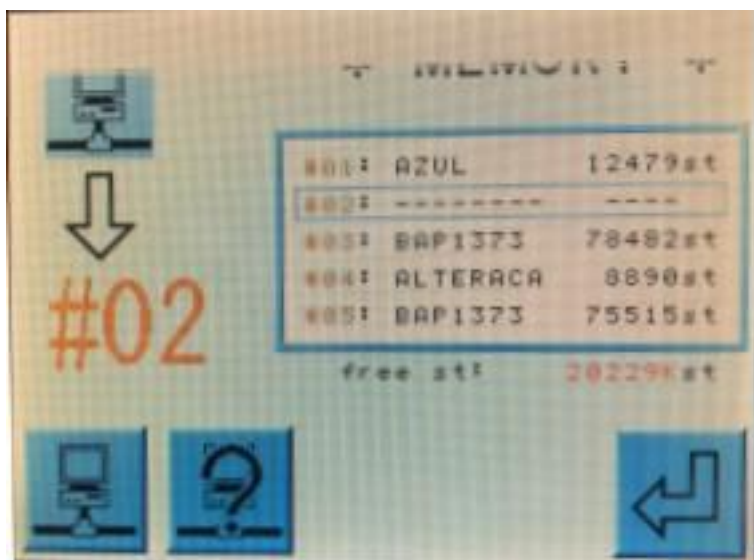 #01: AZUL 12479st
#02: -------- ----
#03: BAP1373 78482st
#04: ALTERACA 8890st
#05: BAP1373 75515st
#02
free st: 20229Kst